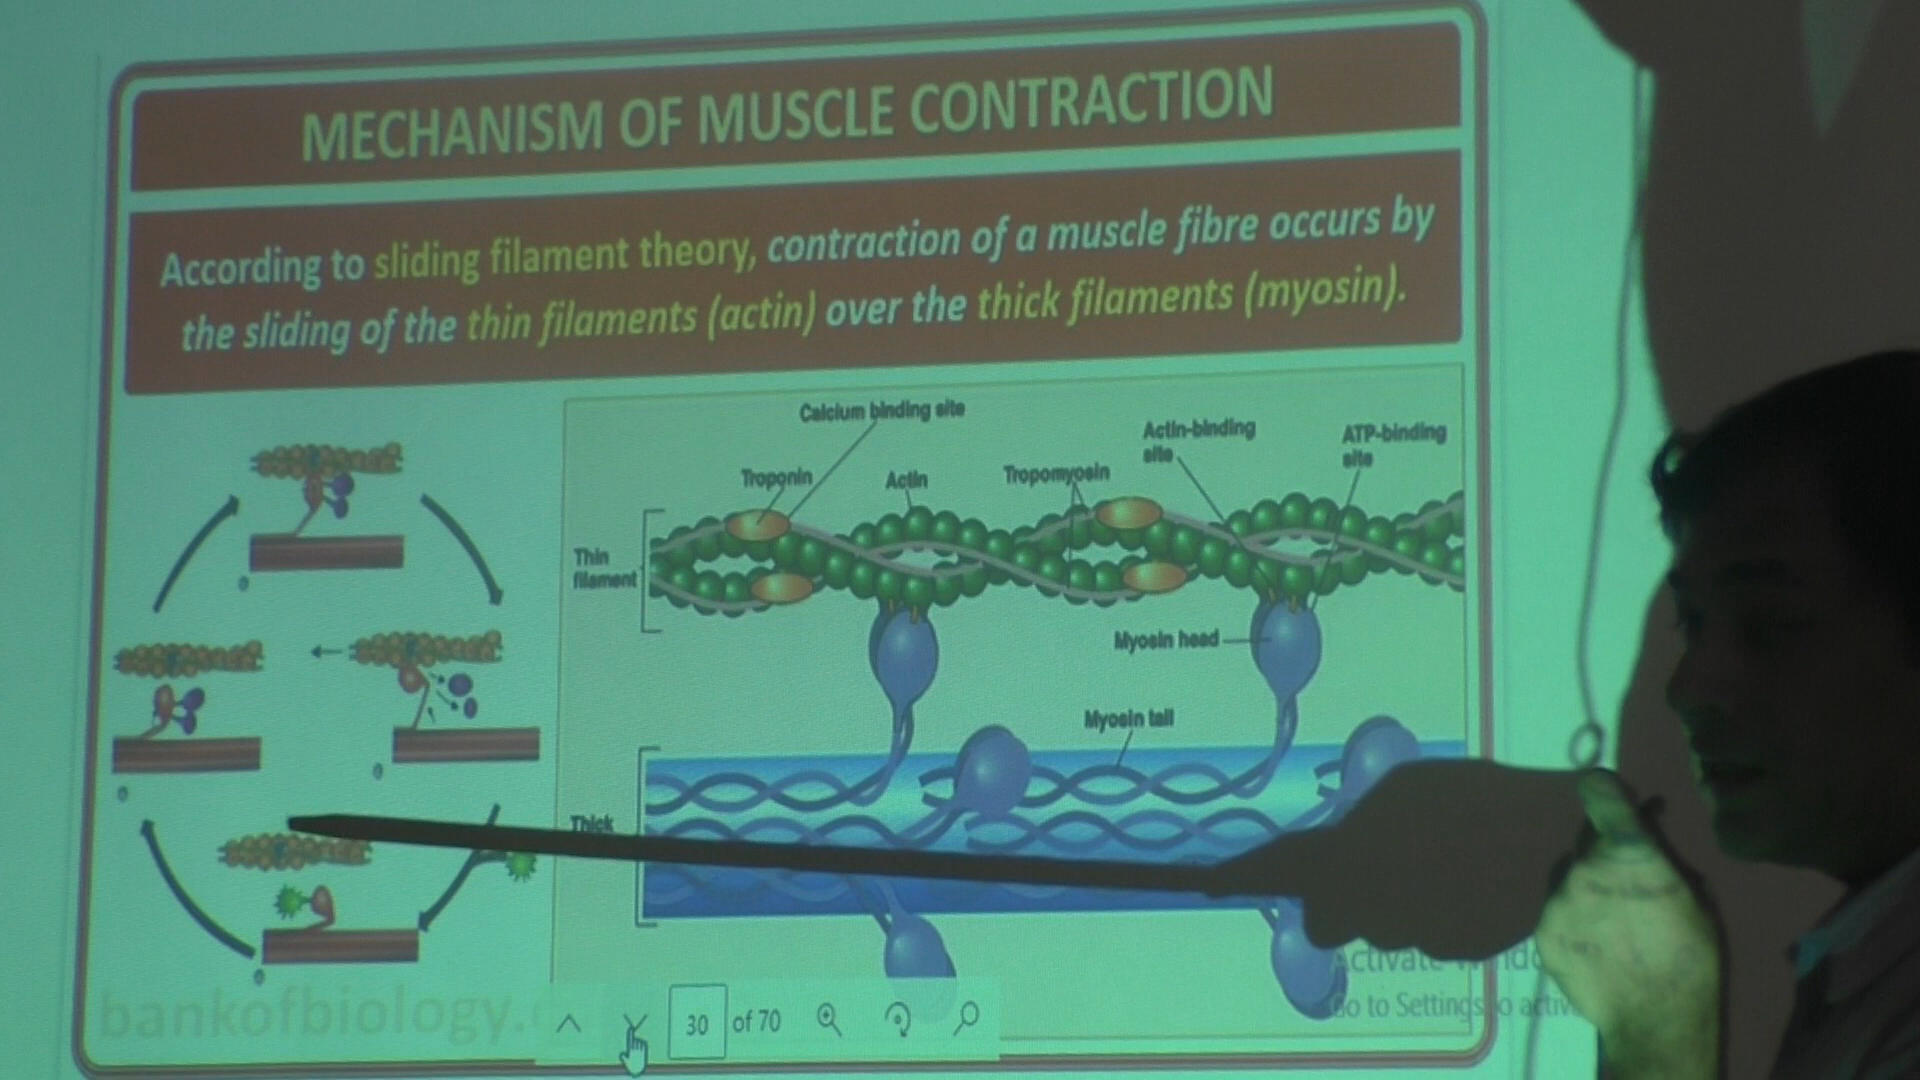 MECHANISM OF MUSCLE CONTRACTION
According to sliding filament theory, contraction of a muscle fibre occurs by
the sliding of the thin filaments (actin) over the thick filaments (myosin).
Calcium binding site
Troponin
Actin
Tropomyosin
Actin-binding
site
ATP-binding
site
Thin
filament
Myosin head
Myosin tail
Thick
bankofbiology.
30 of 70
Activate
Go to Settings to